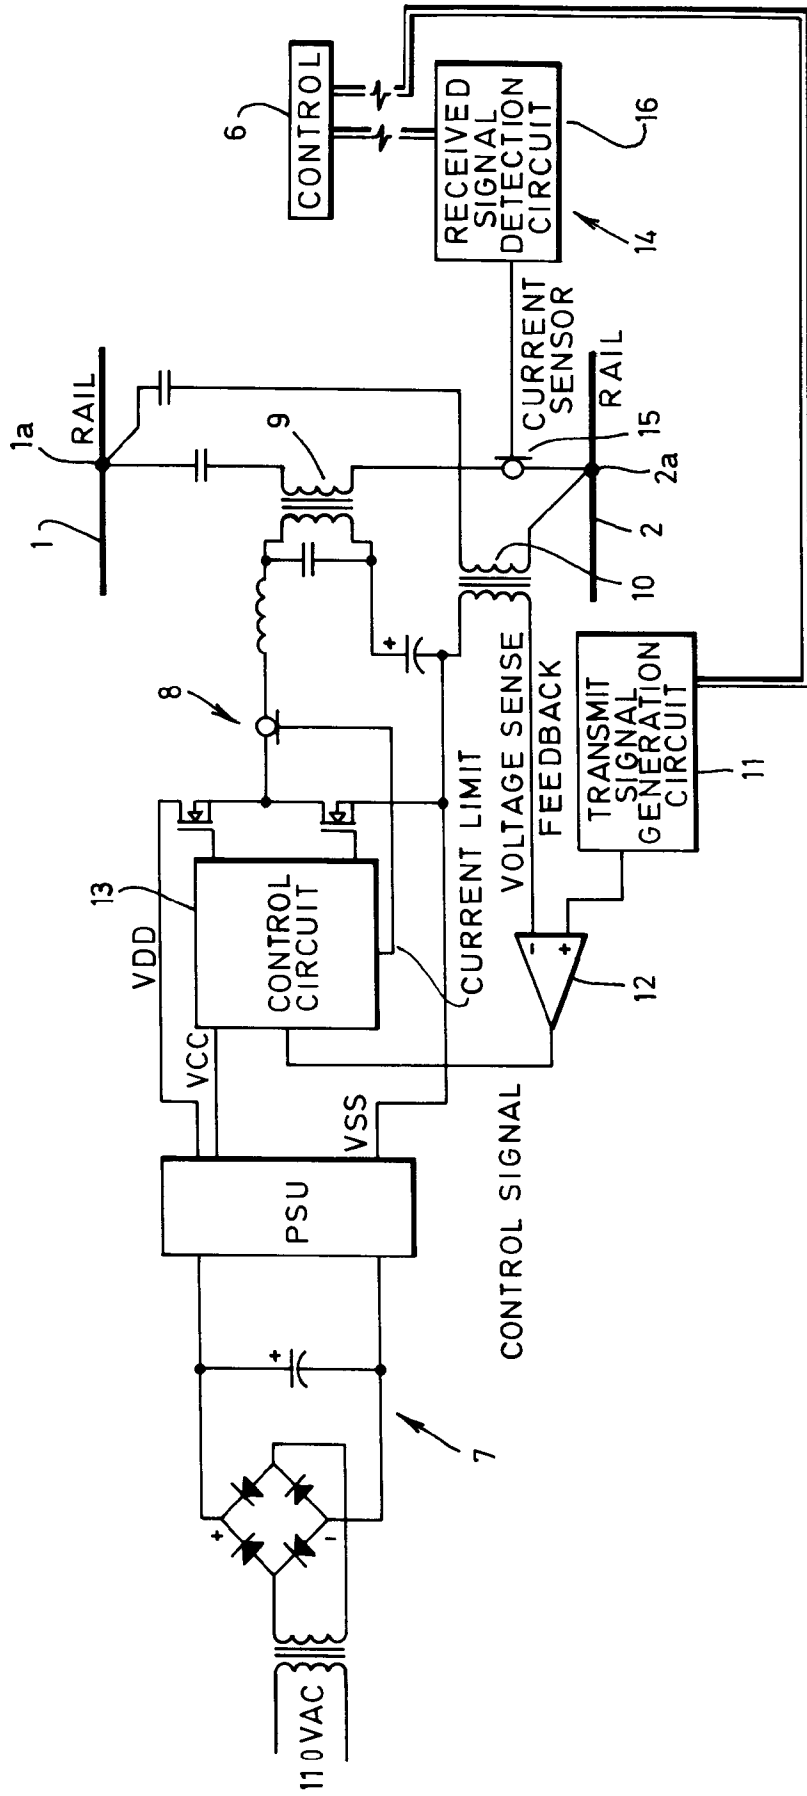 110VAC
7
+
-
+
PSU
VDD
VCC
VSS
13
CONTROL
CIRCUIT
8
+
CURRENT LIMIT
CONTROL SIGNAL
12
-
+
VOLTAGE SENSE
FEEDBACK
TRANSMIT
SIGNAL
GENERATION
CIRCUIT
11
10
9
1
1a
RAIL
2
2a
RAIL
15
CURRENT
SENSOR
14
16
RECEIVED
SIGNAL
DETECTION
CIRCUIT
6
CONTROL